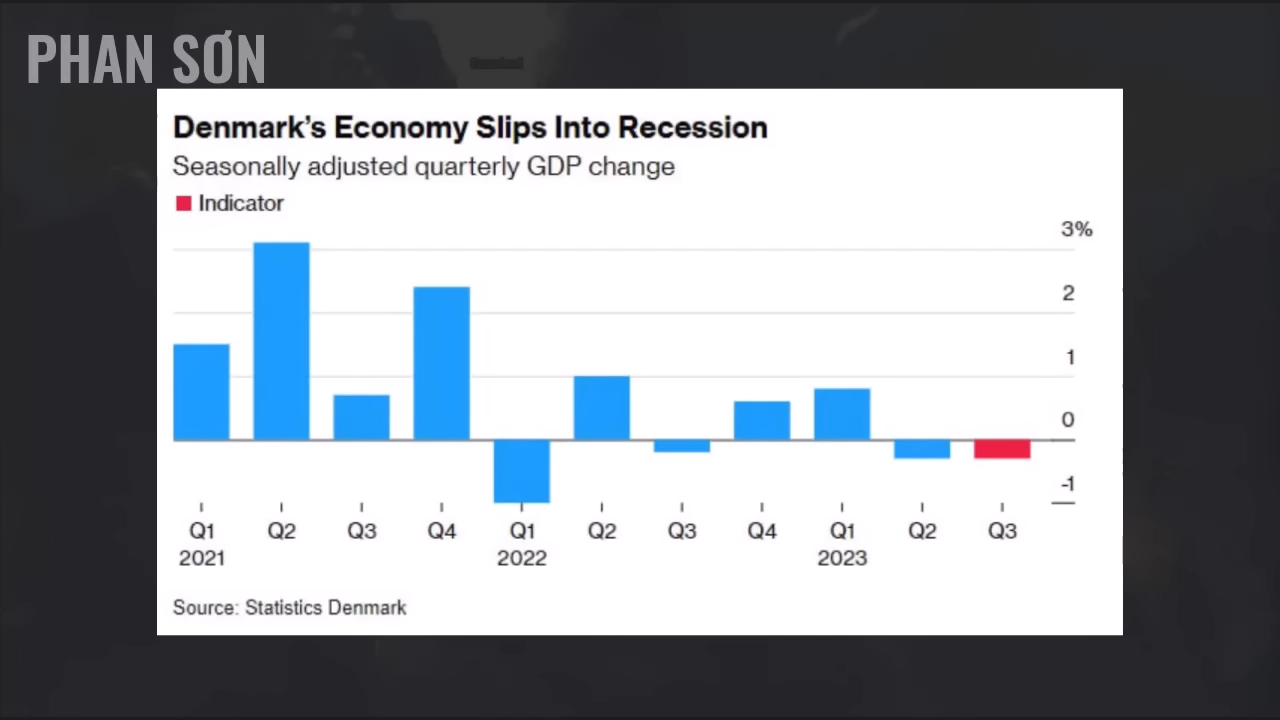 PHAN SƠN
Denmark's Economy Slips Into Recession
Seasonally adjusted quarterly GDP change
Indicator
3%
2
1
0
-1
Q1 Q2 Q3 Q4 Q1 Q2 Q3 Q4 Q1 Q2 Q3
2021 2022 2023
Source: Statistics Denmark